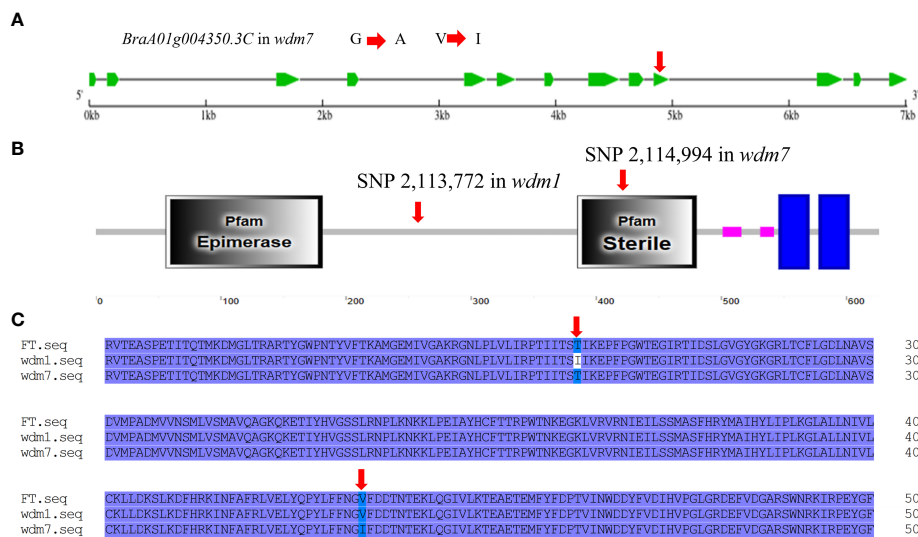 A
BraA01g004350.3C in wdm7 G A V I
5' 3'
0kb 1kb 2kb 3kb 4kb 5kb 6kb 7kb
B
SNP 2,114,994 in wdm7
SNP 2,113,772 in wdm1
Pfam
Epimerase
Pfam
Sterile
0 100 200 300 400 500 600
C
FT.seq RVTEASPETITQTMKDMGLTRARTYGWPNTYVFTKAMGEMIVGAKRGNLPLVLIRPTIITSTIKEPFPGWTEGIRTIDSLGVGYGKGRLTCFLGDLNAVS 30
wdm1.seq RVTEASPETITQTMKDMGLTRARTYGWPNTYVFTKAMGEMIVGAKRGNLPLVLIRPTIITSIIKEPFPGWTEGIRTIDSLGVGYGKGRLTCFLGDLNAVS 30
wdm7.seq RVTEASPETITQTMKDMGLTRARTYGWPNTYVFTKAMGEMIVGAKRGNLPLVLIRPTIITSTIKEPFPGWTEGIRTIDSLGVGYGKGRLTCFLGDLNAVS 30
FT.seq DVMPADMVVNSMLVSMAVQAGKQKETIYHVGSSLRNPLKNKKLPEIAYHCFTTRPWTNKEGKLVRVRNIEILSSMASFHRYMAIHYLIPLKGLALLNIVL 40
wdm1.seq DVMPADMVVNSMLVSMAVQAGKQKETIYHVGSSLRNPLKNKKLPEIAYHCFTTRPWTNKEGKLVRVRNIEILSSMASFHRYMAIHYLIPLKGLALLNIVL 40
wdm7.seq DVMPADMVVNSMLVSMAVQAGKQKETIYHVGSSLRNPLKNKKLPEIAYHCFTTRPWTNKEGKLVRVRNIEILSSMASFHRYMAIHYLIPLKGLALLNIVL 40
FT.seq CKLLDKSLKDFHRKINFAFRLVELYQPYLFFNGVFDDTNTEKLQGIVLKTEAETEMFYFDPTVINWDDYFVDIHVPGLGRDEFVDGARSWNRKIRPEYGF 50
wdm1.seq CKLLDKSLKDFHRKINFAFRLVELYQPYLFFNGVFDDTNTEKLQGIVLKTEAETEMFYFDPTVINWDDYFVDIHVPGLGRDEFVDGARSWNRKIRPEYGF 50
wdm7.seq CKLLDKSLKDFHRKINFAFRLVELYQPYLFFNGIFDDTNTEKLQGIVLKTEAETEMFYFDPTVINWDDYFVDIHVPGLGRDEFVDGARSWNRKIRPEYGF 50